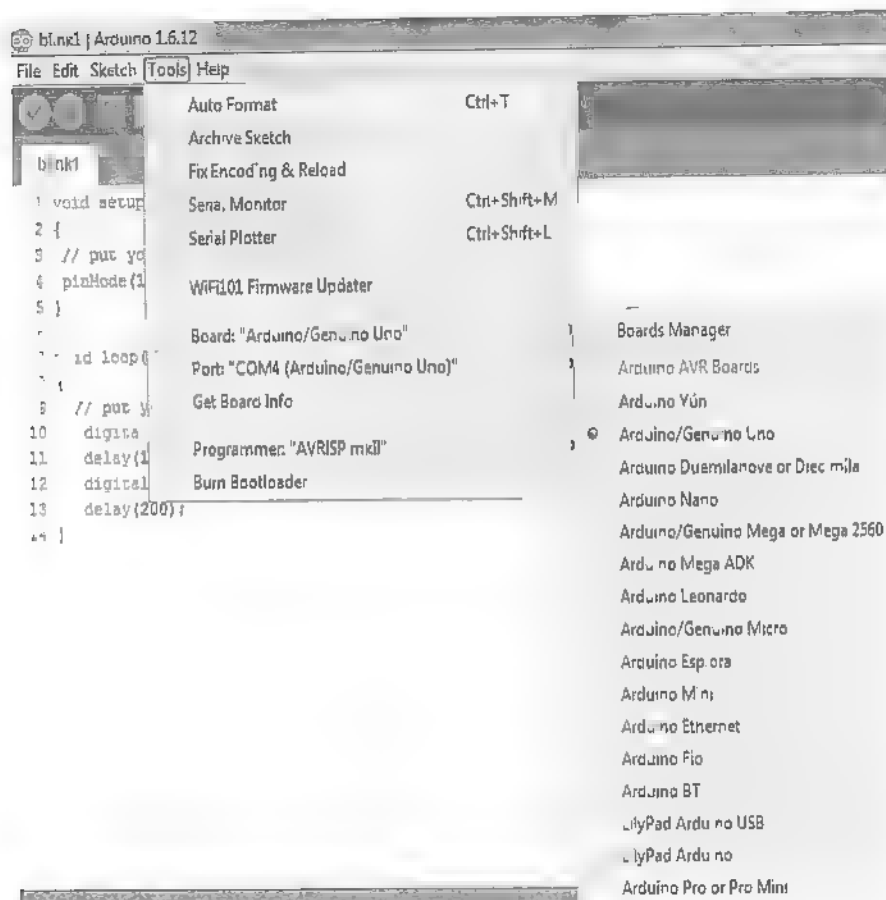 blink1 | Arduino 1.6.12
File Edit Sketch Tools Help
Auto Format Ctrl+T
Archive Sketch
Fix Encoding & Reload
Serial Monitor Ctrl+Shift+M
Serial Plotter Ctrl+Shift+L
WiFi101 Firmware Updater
Board: "Arduino/Genuino Uno"
Port: "COM4 (Arduino/Genuino Uno)"
Get Board Info
Programmer: "AVRISP mkII"
Burn Bootloader
blink1
1 void setup
2 {
3 // put yo
4 pinMode(1
5 }
id loop(
{
9 // put y
10 digita
11 delay(1
12 digital
13 delay(200);
14 }
Boards Manager
Arduino AVR Boards
Arduino Yún
Arduino/Genuino Uno
Arduino Duemilanove or Diecimila
Arduino Nano
Arduino/Genuino Mega or Mega 2560
Arduino Mega ADK
Arduino Leonardo
Arduino/Genuino Micro
Arduino Esplora
Arduino Mini
Arduino Ethernet
Arduino Fio
Arduino BT
LilyPad Arduino USB
LilyPad Arduino
Arduino Pro or Pro Mini